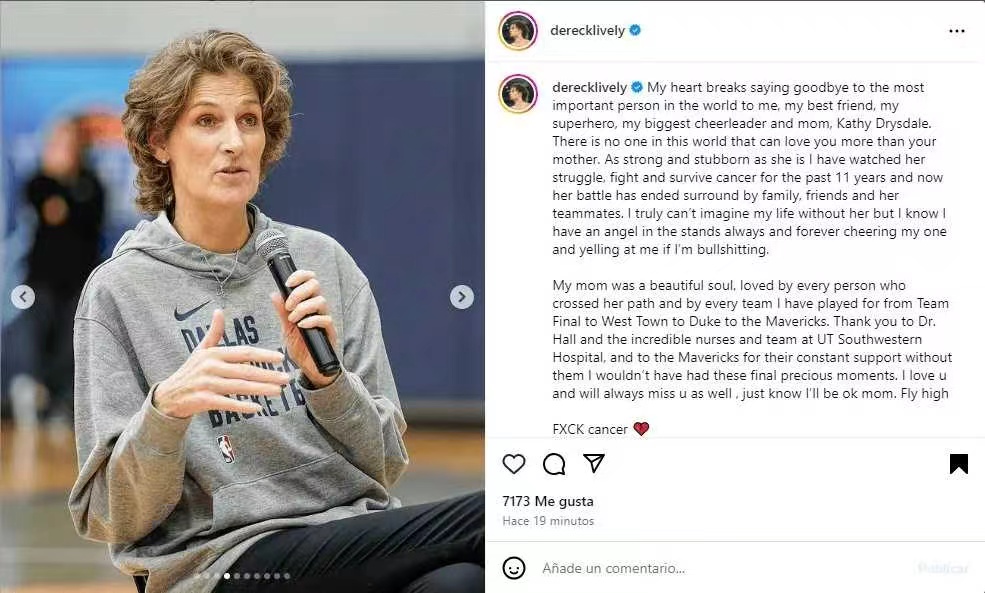 derecklively
derecklively My heart breaks saying goodbye to the most
important person in the world to me, my best friend, my
superhero, my biggest cheerleader and mom, Kathy Drysdale.
There is no one in this world that can love you more than your
mother. As strong and stubborn as she is I have watched her
struggle, fight and survive cancer for the past 11 years and now
her battle has ended surround by family, friends and her
teammates. I truly can't imagine my life without her but I know I
have an angel in the stands always and forever cheering my one
and yelling at me if I'm bullshitting.
My mom was a beautiful soul, loved by every person who
crossed her path and by every team I have played for from Team
Final to West Town to Duke to the Mavericks. Thank you to Dr.
Hall and the incredible nurses and team at UT Southwestern
Hospital, and to the Mavericks for their constant support without
them I wouldn't have had these final precious moments. I love u
and will always miss u as well , just know I'll be ok mom. Fly high
FXCK cancer 💔
7173 Me gusta
Hace 19 minutos
Añade un comentario...
Publicar
DALLAS